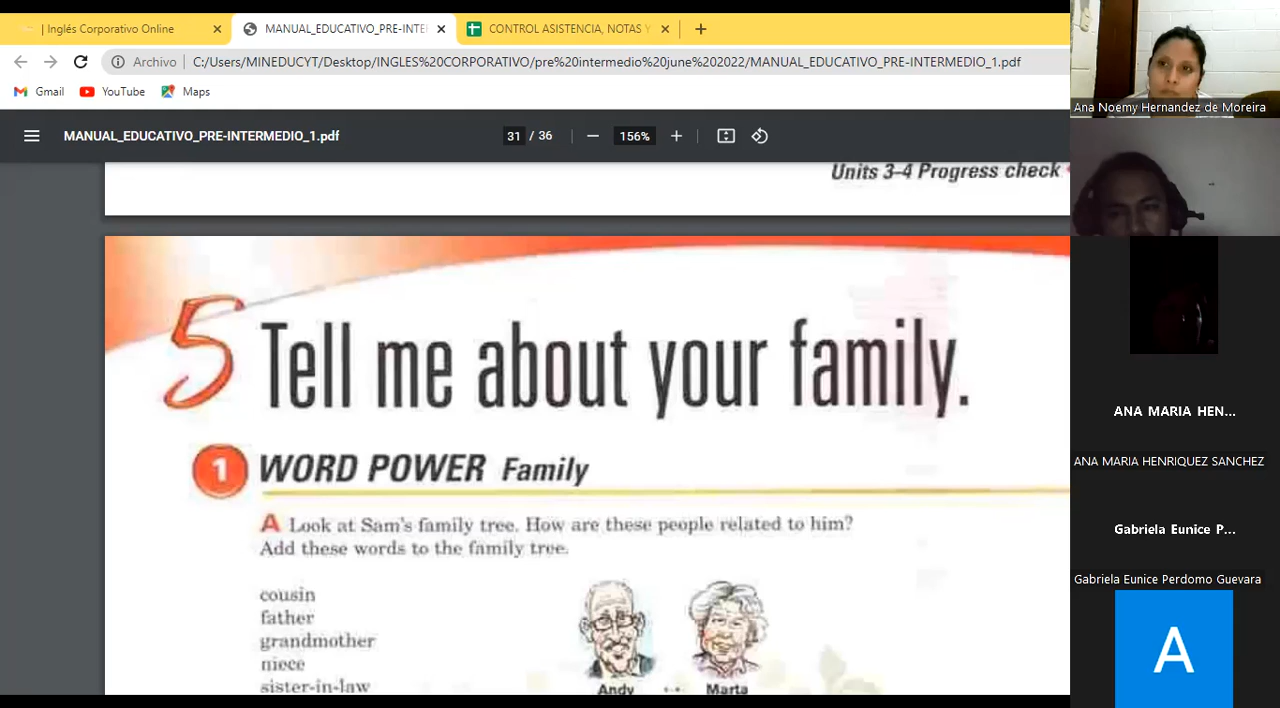 | Inglés Corporativo Online
MANUAL_EDUCATIVO_PRE-INTER
CONTROL ASISTENCIA, NOTAS Y
Archivo
C:/Users/MINEDUCYT/Desktop/INGLES%20CORPORATIVO/pre%20intermedio%20june%202022/MANUAL_EDUCATIVO_PRE-INTERMEDIO_1.pdf
Gmail
YouTube
Maps
MANUAL_EDUCATIVO_PRE-INTERMEDIO_1.pdf
31 / 36
156%
Units 3-4 Progress check
5 Tell me about your family.
1 WORD POWER Family
A Look at Sam's family tree. How are these people related to him?
Add these words to the family tree.
cousin
father
grandmother
niece
sister-in-law
Andy
Marta
Ana Noemy Hernandez de Moreira
ANA MARIA HEN...
ANA MARIA HENRIQUEZ SANCHEZ
Gabriela Eunice P...
Gabriela Eunice Perdomo Guevara
A